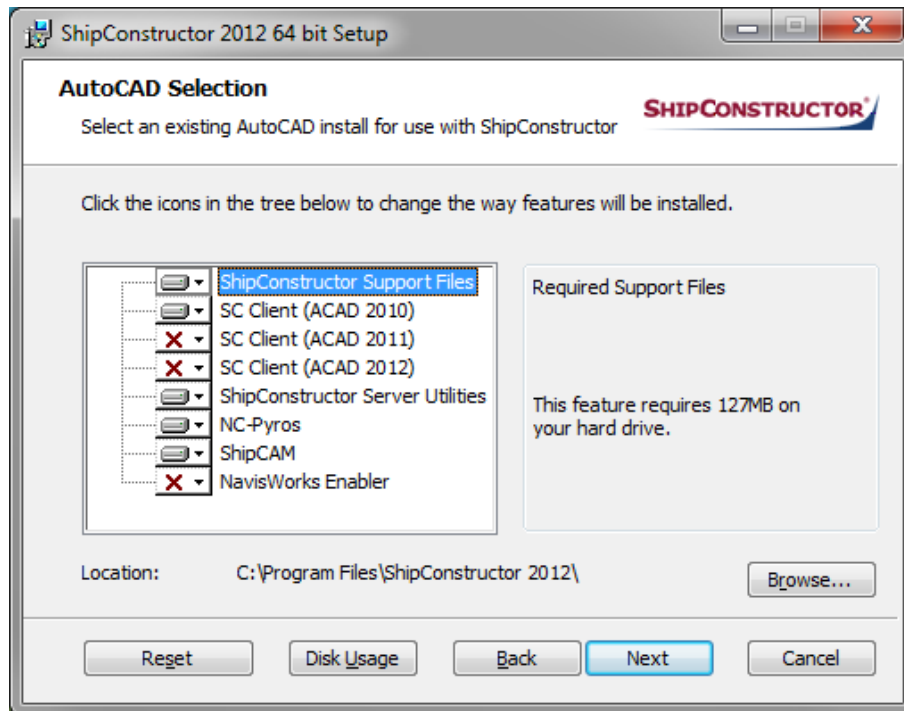 ShipConstructor 2012 64 bit Setup
AutoCAD Selection
Select an existing AutoCAD install for use with ShipConstructor
SHIPCONSTRUCTOR®
Click the icons in the tree below to change the way features will be installed.
ShipConstructor Support Files
SC Client (ACAD 2010)
SC Client (ACAD 2011)
SC Client (ACAD 2012)
ShipConstructor Server Utilities
NC-Pyros
ShipCAM
NavisWorks Enabler
Required Support Files
This feature requires 127MB on
your hard drive.
Location: C:\Program Files\ShipConstructor 2012\
Browse...
Reset Disk Usage Back Next Cancel